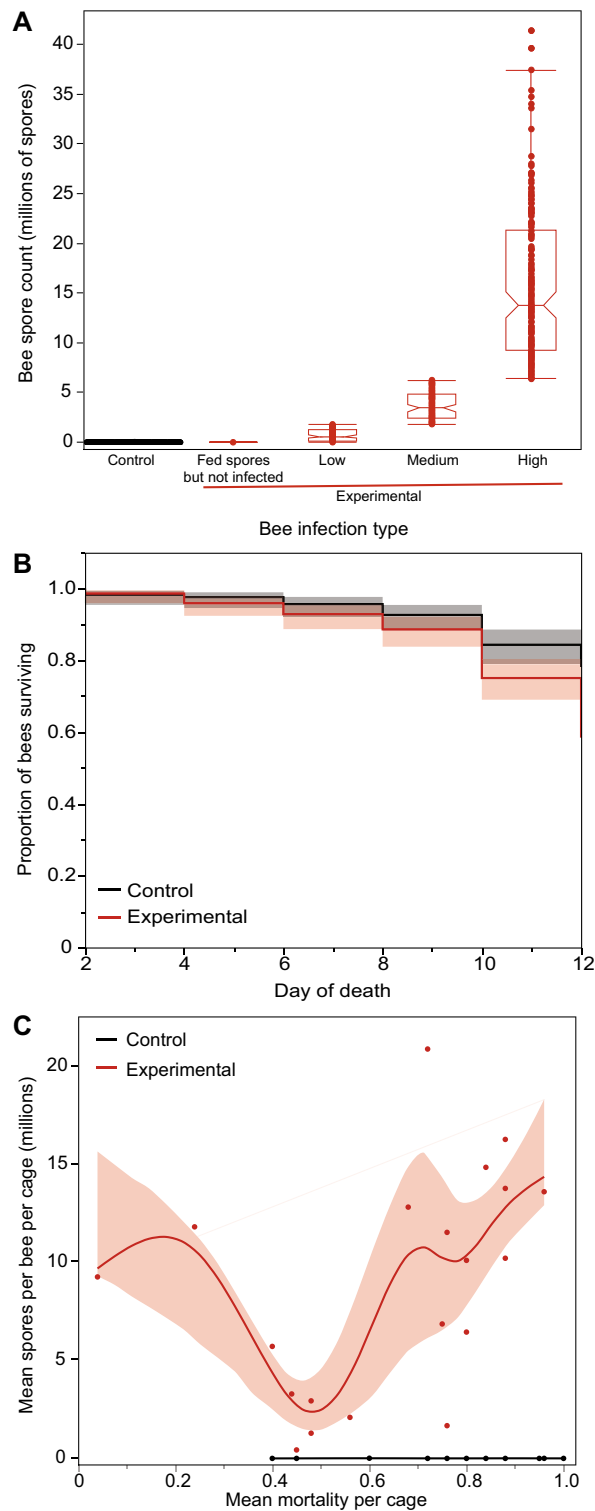 A
Bee spore count (millions of spores)
40
35
30
25
20
15
10
5
0
Control
Fed spores
but not infected
Low
Medium
High
Experimental
Bee infection type
B
Proportion of bees surviving
1.0
0.8
0.6
0.4
0.2
0
Control
Experimental
2
4
6
8
10
12
Day of death
C
Mean spores per bee per cage (millions)
Control
Experimental
20
15
10
5
0
0
0.2
0.4
0.6
0.8
1.0
Mean mortality per cage